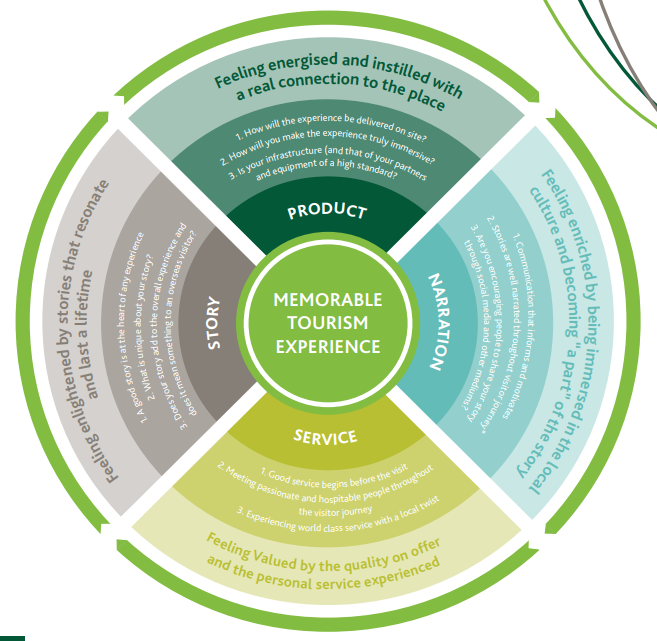 Feeling energised and instilled with
a real connection to the place
1. How will the experience be delivered on site?
2. How will you make the experience truly immersive?
3. Is your infrastructure (and that of your partners
and equipment of a high standard?
PRODUCT
Feeling enriched by being immersed in the local
culture and becoming "a part" of the story
1. Communication that informs and motivates
2. Stories are well narrated throughout visitor journey"
3. Are you encouraging people to share your story
through social media and other mediums?
NARRATION
MEMORABLE
TOURISM
EXPERIENCE
SERVICE
1. Good service begins before the visit
2. Meeting passionate and hospitable people throughout
the visitor journey
3. Experiencing world class service with a local twist
Feeling Valued by the quality on offer
and the personal service experienced
STORY
Feeling enlightened by stories that resonate
and last a lifetime
1. A good story is at the heart of any experience
2. What is unique about your story?
3. Does your story add to the overall experience and
does it mean something to an overseas visitor?